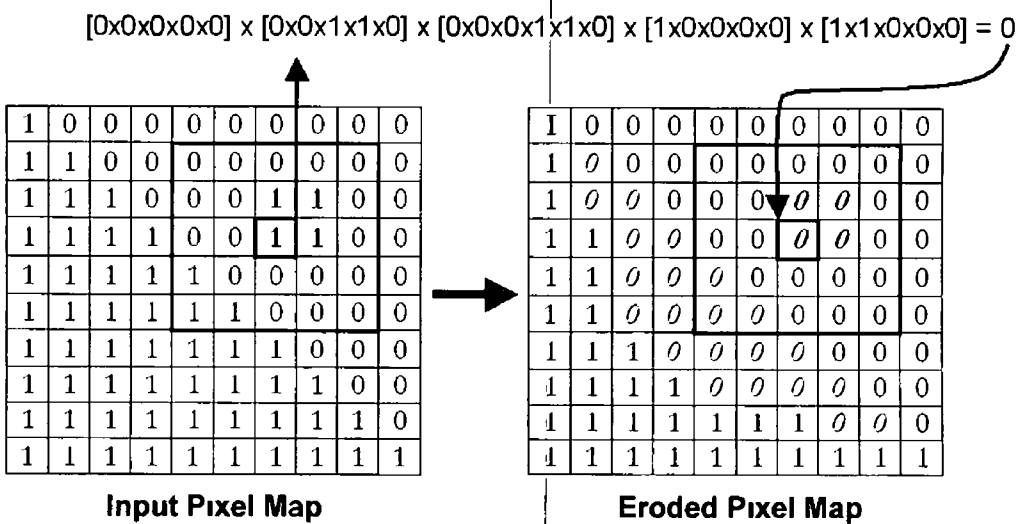 [0x0x0x0x0] x [0x0x1x1x0] x [0x0x0x1x1x0] x [1x0x0x0x0] x [1x1x0x0x0] = 0
1 0 0 0 0 0 0 0 0 0
1 1 0 0 0 0 0 0 0 0
1 1 1 0 0 0 1 1 0 0
1 1 1 1 0 0 1 1 0 0
1 1 1 1 1 0 0 0 0 0
1 1 1 1 1 1 0 0 0 0
1 1 1 1 1 1 1 0 0 0
1 1 1 1 1 1 1 1 0 0
1 1 1 1 1 1 1 1 1 0
1 1 1 1 1 1 1 1 1 1
Input Pixel Map
1 0 0 0 0 0 0 0 0 0
1 0 0 0 0 0 0 0 0 0
1 0 0 0 0 0 0 0 0 0
1 1 0 0 0 0 0 0 0 0
1 1 0 0 0 0 0 0 0 0
1 1 0 0 0 0 0 0 0 0
1 1 1 0 0 0 0 0 0 0
1 1 1 1 0 0 0 0 0 0
1 1 1 1 1 1 1 0 0 0
1 1 1 1 1 1 1 1 1 1
Eroded Pixel Map